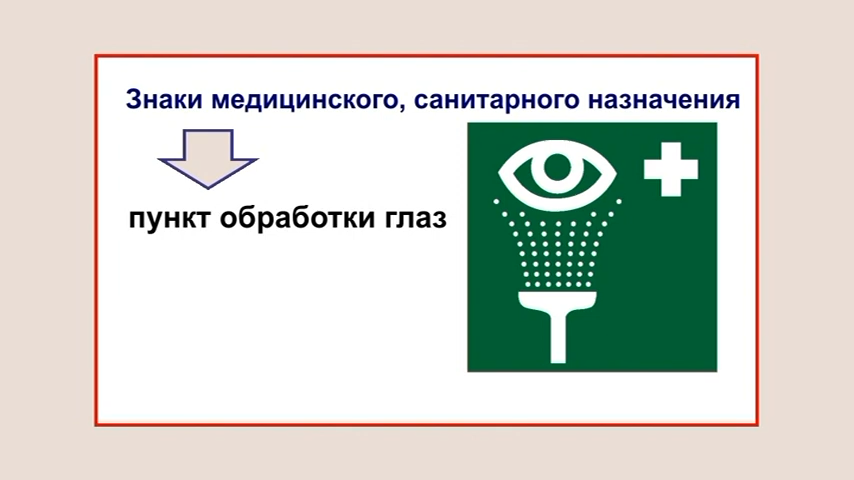 Знаки медицинского, санитарного назначения
пункт обработки глаз